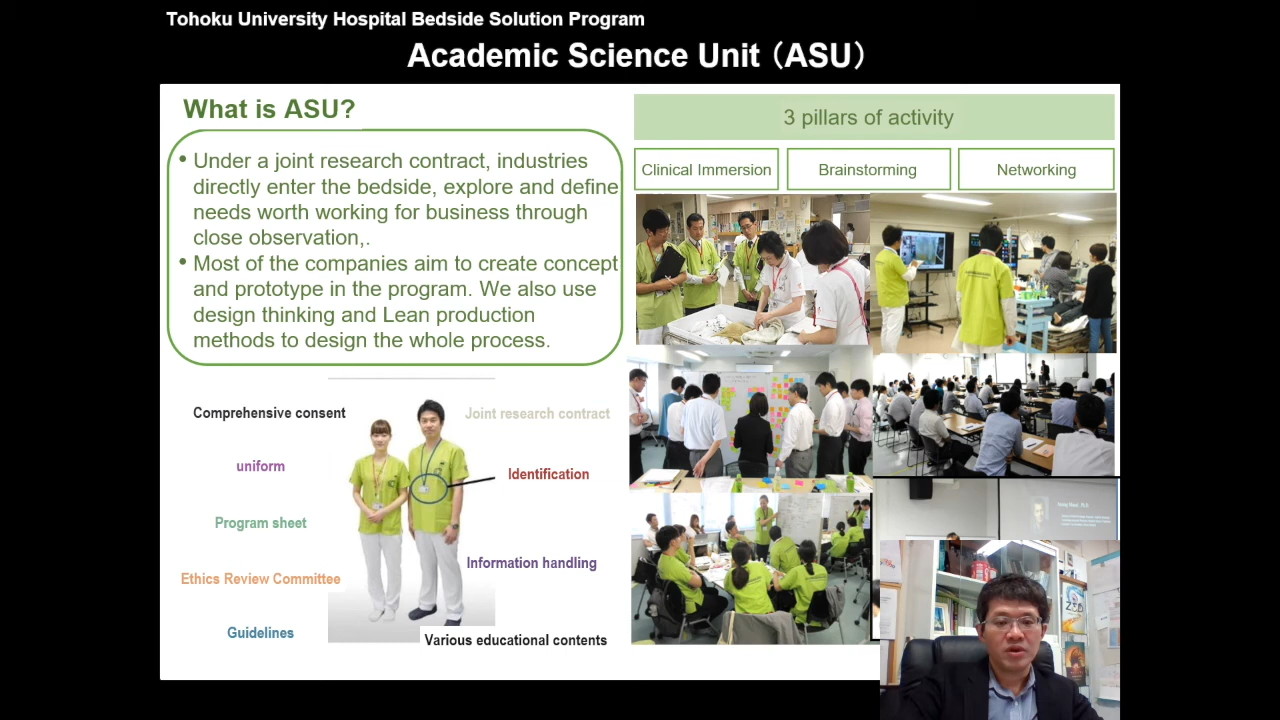 Tohoku University Hospital Bedside Solution Program
Academic Science Unit (ASU)
What is ASU?
• Under a joint research contract, industries
directly enter the bedside, explore and define
needs worth working for business through
close observation,.
• Most of the companies aim to create concept
and prototype in the program. We also use
design thinking and Lean production
methods to design the whole process.
Comprehensive consent
Joint research contract
uniform
Identification
Program sheet
Information handling
Ethics Review Committee
Guidelines
Various educational contents
3 pillars of activity
Clinical Immersion
Brainstorming
Networking